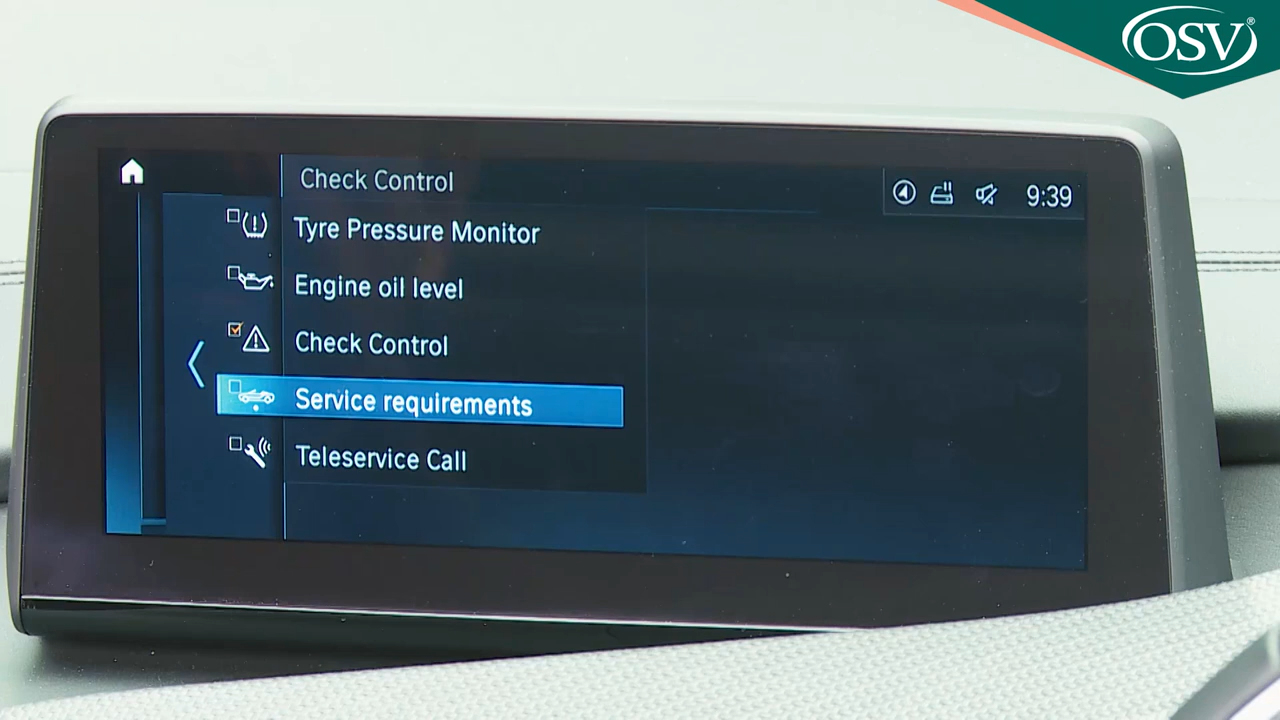 OSV®
Check Control
9:39
Tyre Pressure Monitor
Engine oil level
Check Control
Service requirements
Teleservice Call